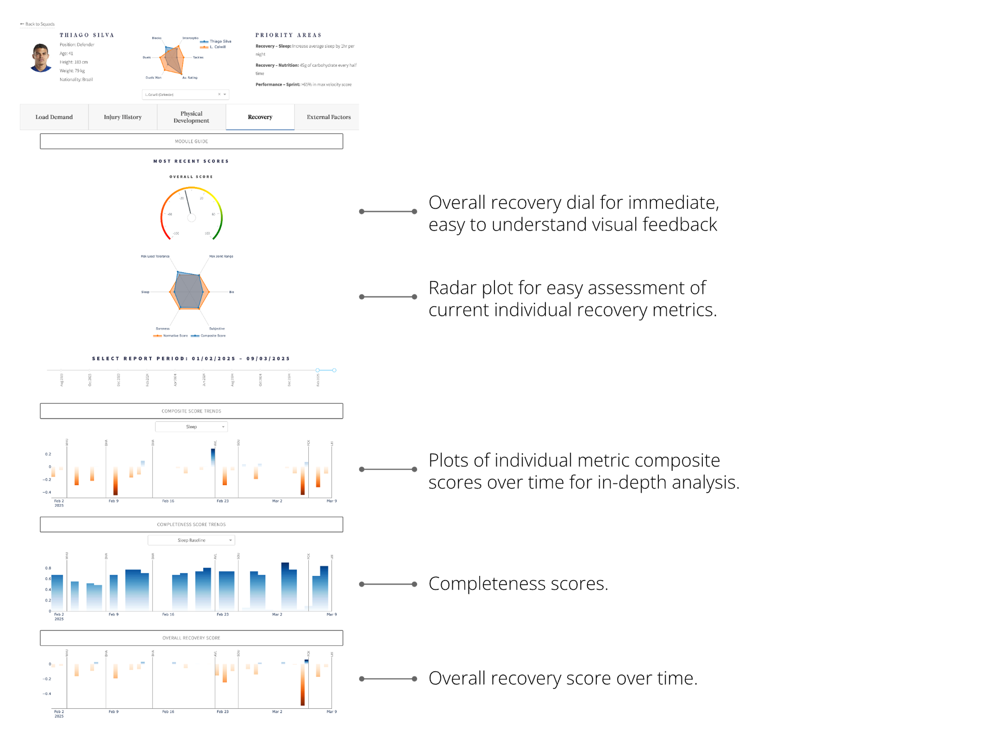 ← Back to Squads
THIAGO SILVA
Position: Defender
Age: 41
Height: 183 cm
Weight: 79 kg
Nationality: Brazil
Blocks
Interceptio
Duels
Tackles
Duels Won
Av. Rating
Thiago Silva
L. Colwill
L. Colwill (Defender)
PRIORITY AREAS
Recovery – Sleep: Increase average sleep by 1hr per
night
Recovery – Nutrition: 45g of carbohydrate every half
time
Performance – Sprint: >65% in max velocity score
Load Demand
Injury History
Physical
Development
Recovery
External Factors
MODULE GUIDE
MOST RECENT SCORES
OVERALL SCORE
-20
20
-60
60
-100
100
Overall recovery dial for immediate,
easy to understand visual feedback
Msk Load Tolerance
Msk Joint Range
Sleep
Bio
Soreness
Subjective
Normative Score
Composite Score
Radar plot for easy assessment of
current individual recovery metrics.
SELECT REPORT PERIOD: 01/02/2025 – 09/03/2025
Aug 2023
Oct 2023
Dec 2023
Feb 2024
Apr 2024
Jun 2024
Aug 2024
Oct 2024
Dec 2024
Feb 2025
COMPOSITE SCORE TRENDS
Sleep
WHU
BHA
BHA
AVL
SOU
FCK
LEI
0.2
0
−0.2
−0.4
Feb 2
2025
Feb 9
Feb 16
Feb 23
Mar 2
Mar 9
Plots of individual metric composite
scores over time for in-depth analysis.
COMPLETENESS SCORE TRENDS
Sleep Baseline
WHU
BHA
BHA
AVL
SOU
FCK
LEI
0.8
0.6
0.4
0.2
0
Feb 2
2025
Feb 9
Feb 16
Feb 23
Mar 2
Mar 9
Completeness scores.
OVERALL RECOVERY SCORE
WHU
BHA
BHA
AVL
SOU
FCK
LEI
0
−0.2
−0.4
Feb 2
2025
Feb 9
Feb 16
Feb 23
Mar 2
Mar 9
Overall recovery score over time.